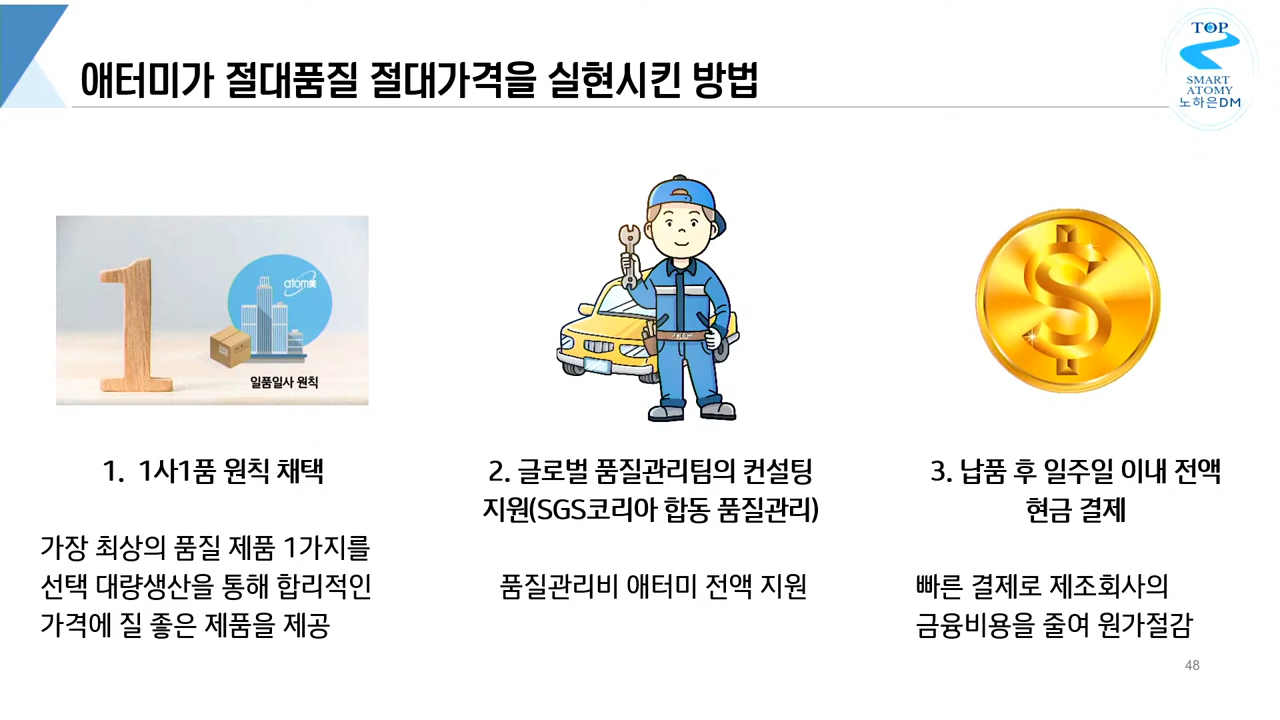 애터미가 절대품질 절대가격을 실현시킨 방법
TOP
SMART
ATOMY
노하은DM
atom美
일품일사 원칙
1. 1사1품 원칙 채택
가장 최상의 품질 제품 1가지를
선택 대량생산을 통해 합리적인
가격에 질 좋은 제품을 제공
2. 글로벌 품질관리팀의 컨설팅
지원(SGS코리아 합동 품질관리)
품질관리비 애터미 전액 지원
3. 납품 후 일주일 이내 전액
현금 결제
빠른 결제로 제조회사의
금융비용을 줄여 원가절감
48